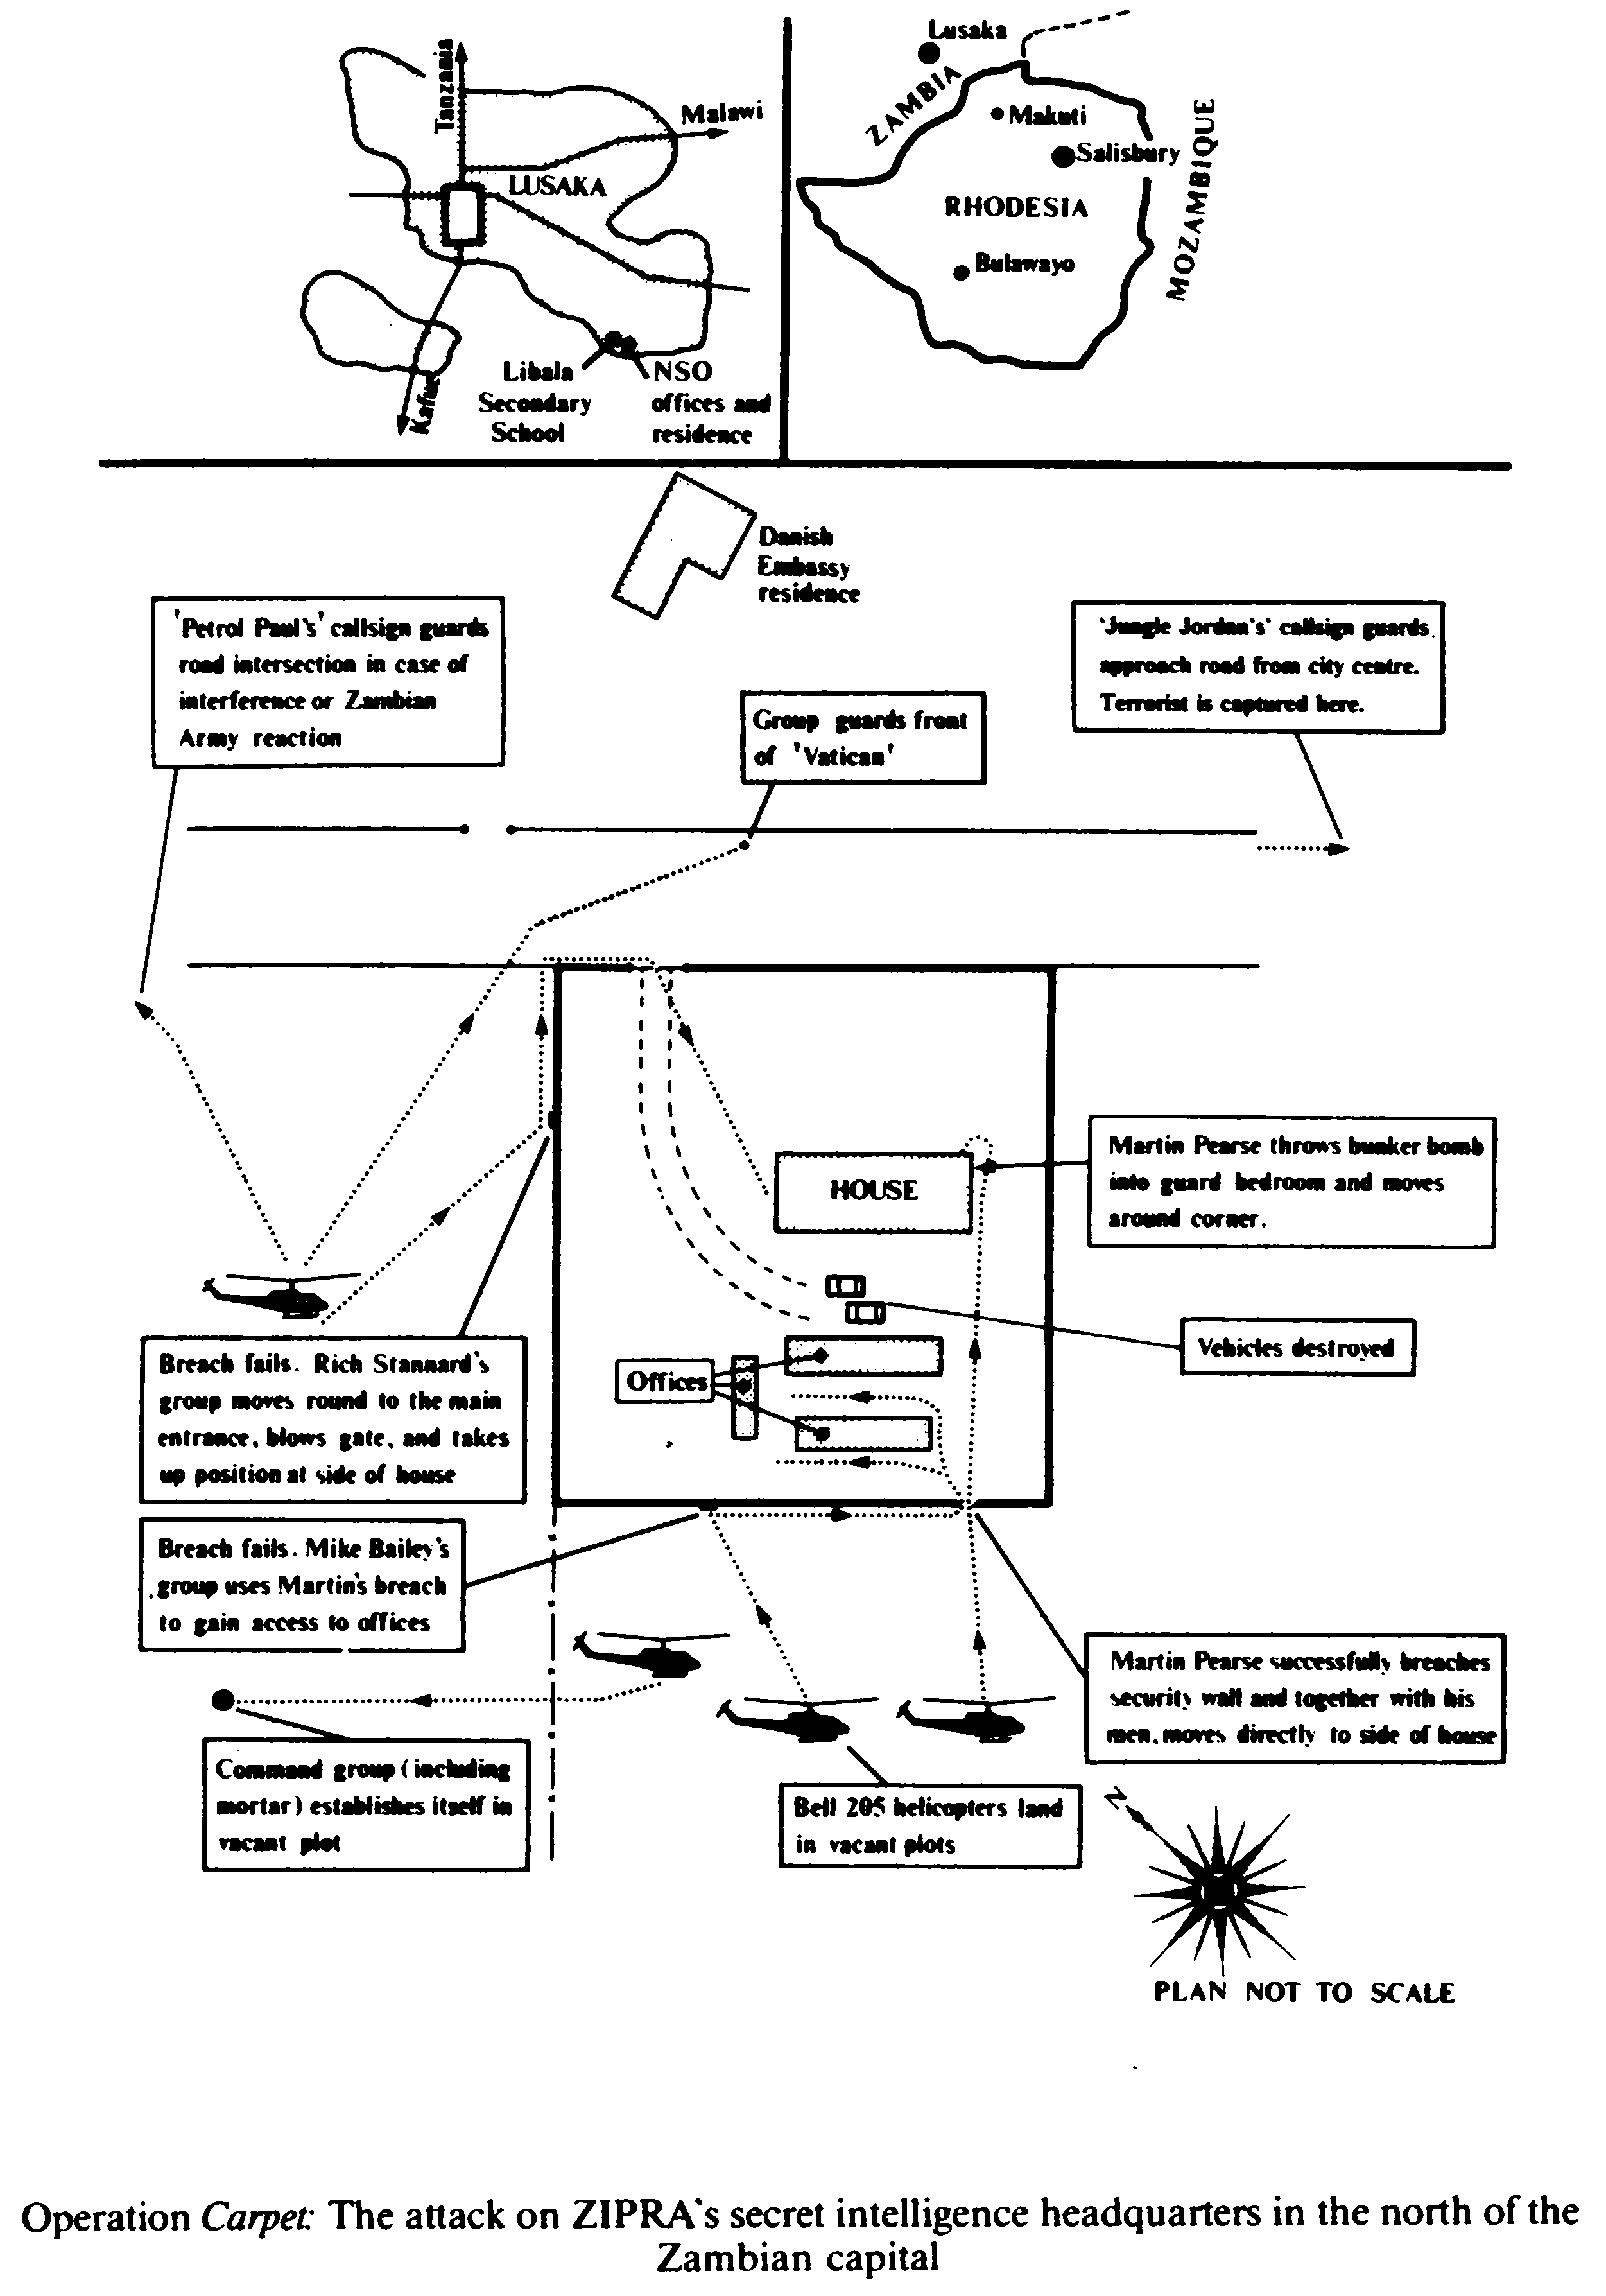 Tanzania
Malawi
LUSAKA
Kafue
Libala
Secondary
School
NSO
offices and
residence
Lusaka
ZAMBIA
Makuti
Salisbury
RHODESIA
Bulawayo
MOZAMBIQUE
Danish
Embassy
residence
'Petrol Paul's' callsign guards
road intersection in case of
interference or Zambian
Army reaction
Group guards front
of 'Vatican'
'Jungle Jordan's' callsign guards
approach road from city centre.
Terrorist is captured here.
HOUSE
Martin Pearse throws bunker bomb
into guard bedroom and moves
around corner.
Vehicles destroyed
Offices
Breach fails. Rich Stannard's
group moves round to the main
entrance, blows gate, and takes
up position at side of house
Breach fails. Mike Bailey's
group uses Martin's breach
to gain access to offices
Martin Pearse successfully breaches
security wall and together with his
men, moves directly to side of house
Command group (including
mortar) establishes itself in
vacant plot
Bell 205 helicopters land
in vacant plots
N
PLAN NOT TO SCALE
Operation Carpet: The attack on ZIPRA's secret intelligence headquarters in the north of the
Zambian capital